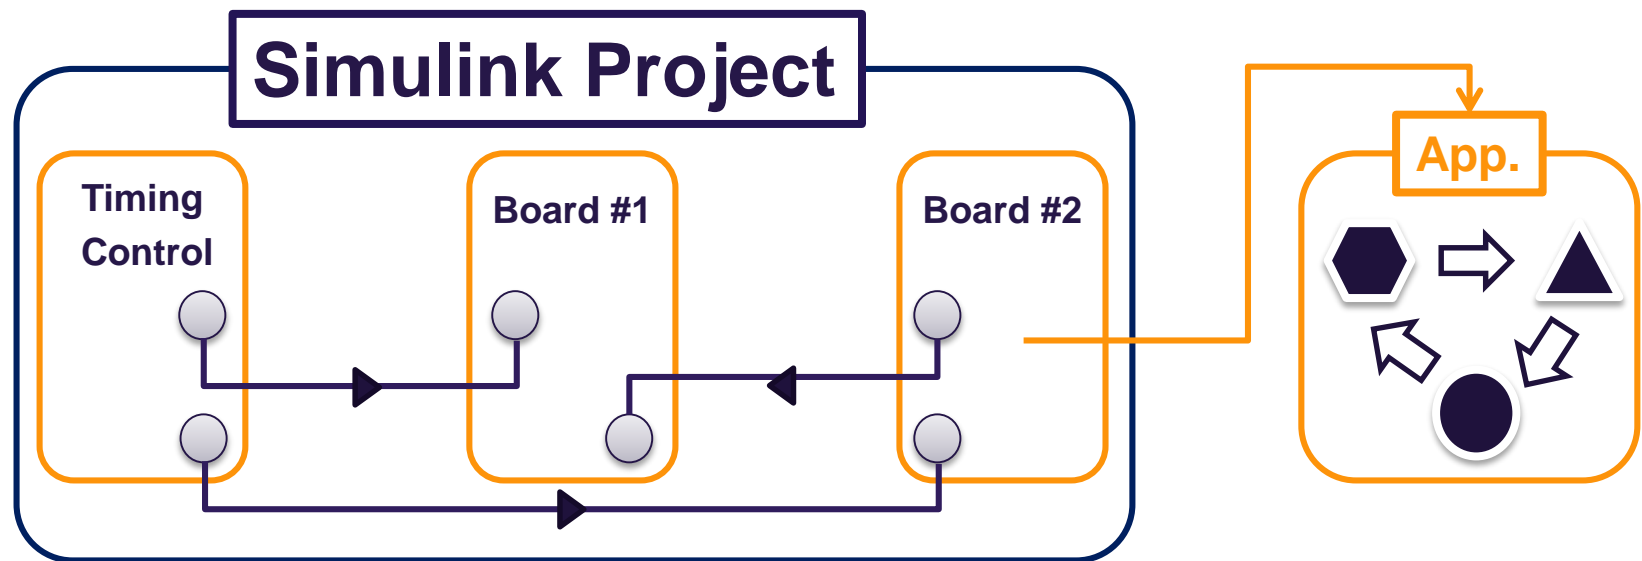 Simulink Project
App.
Timing
Control
Board #1
Board #2